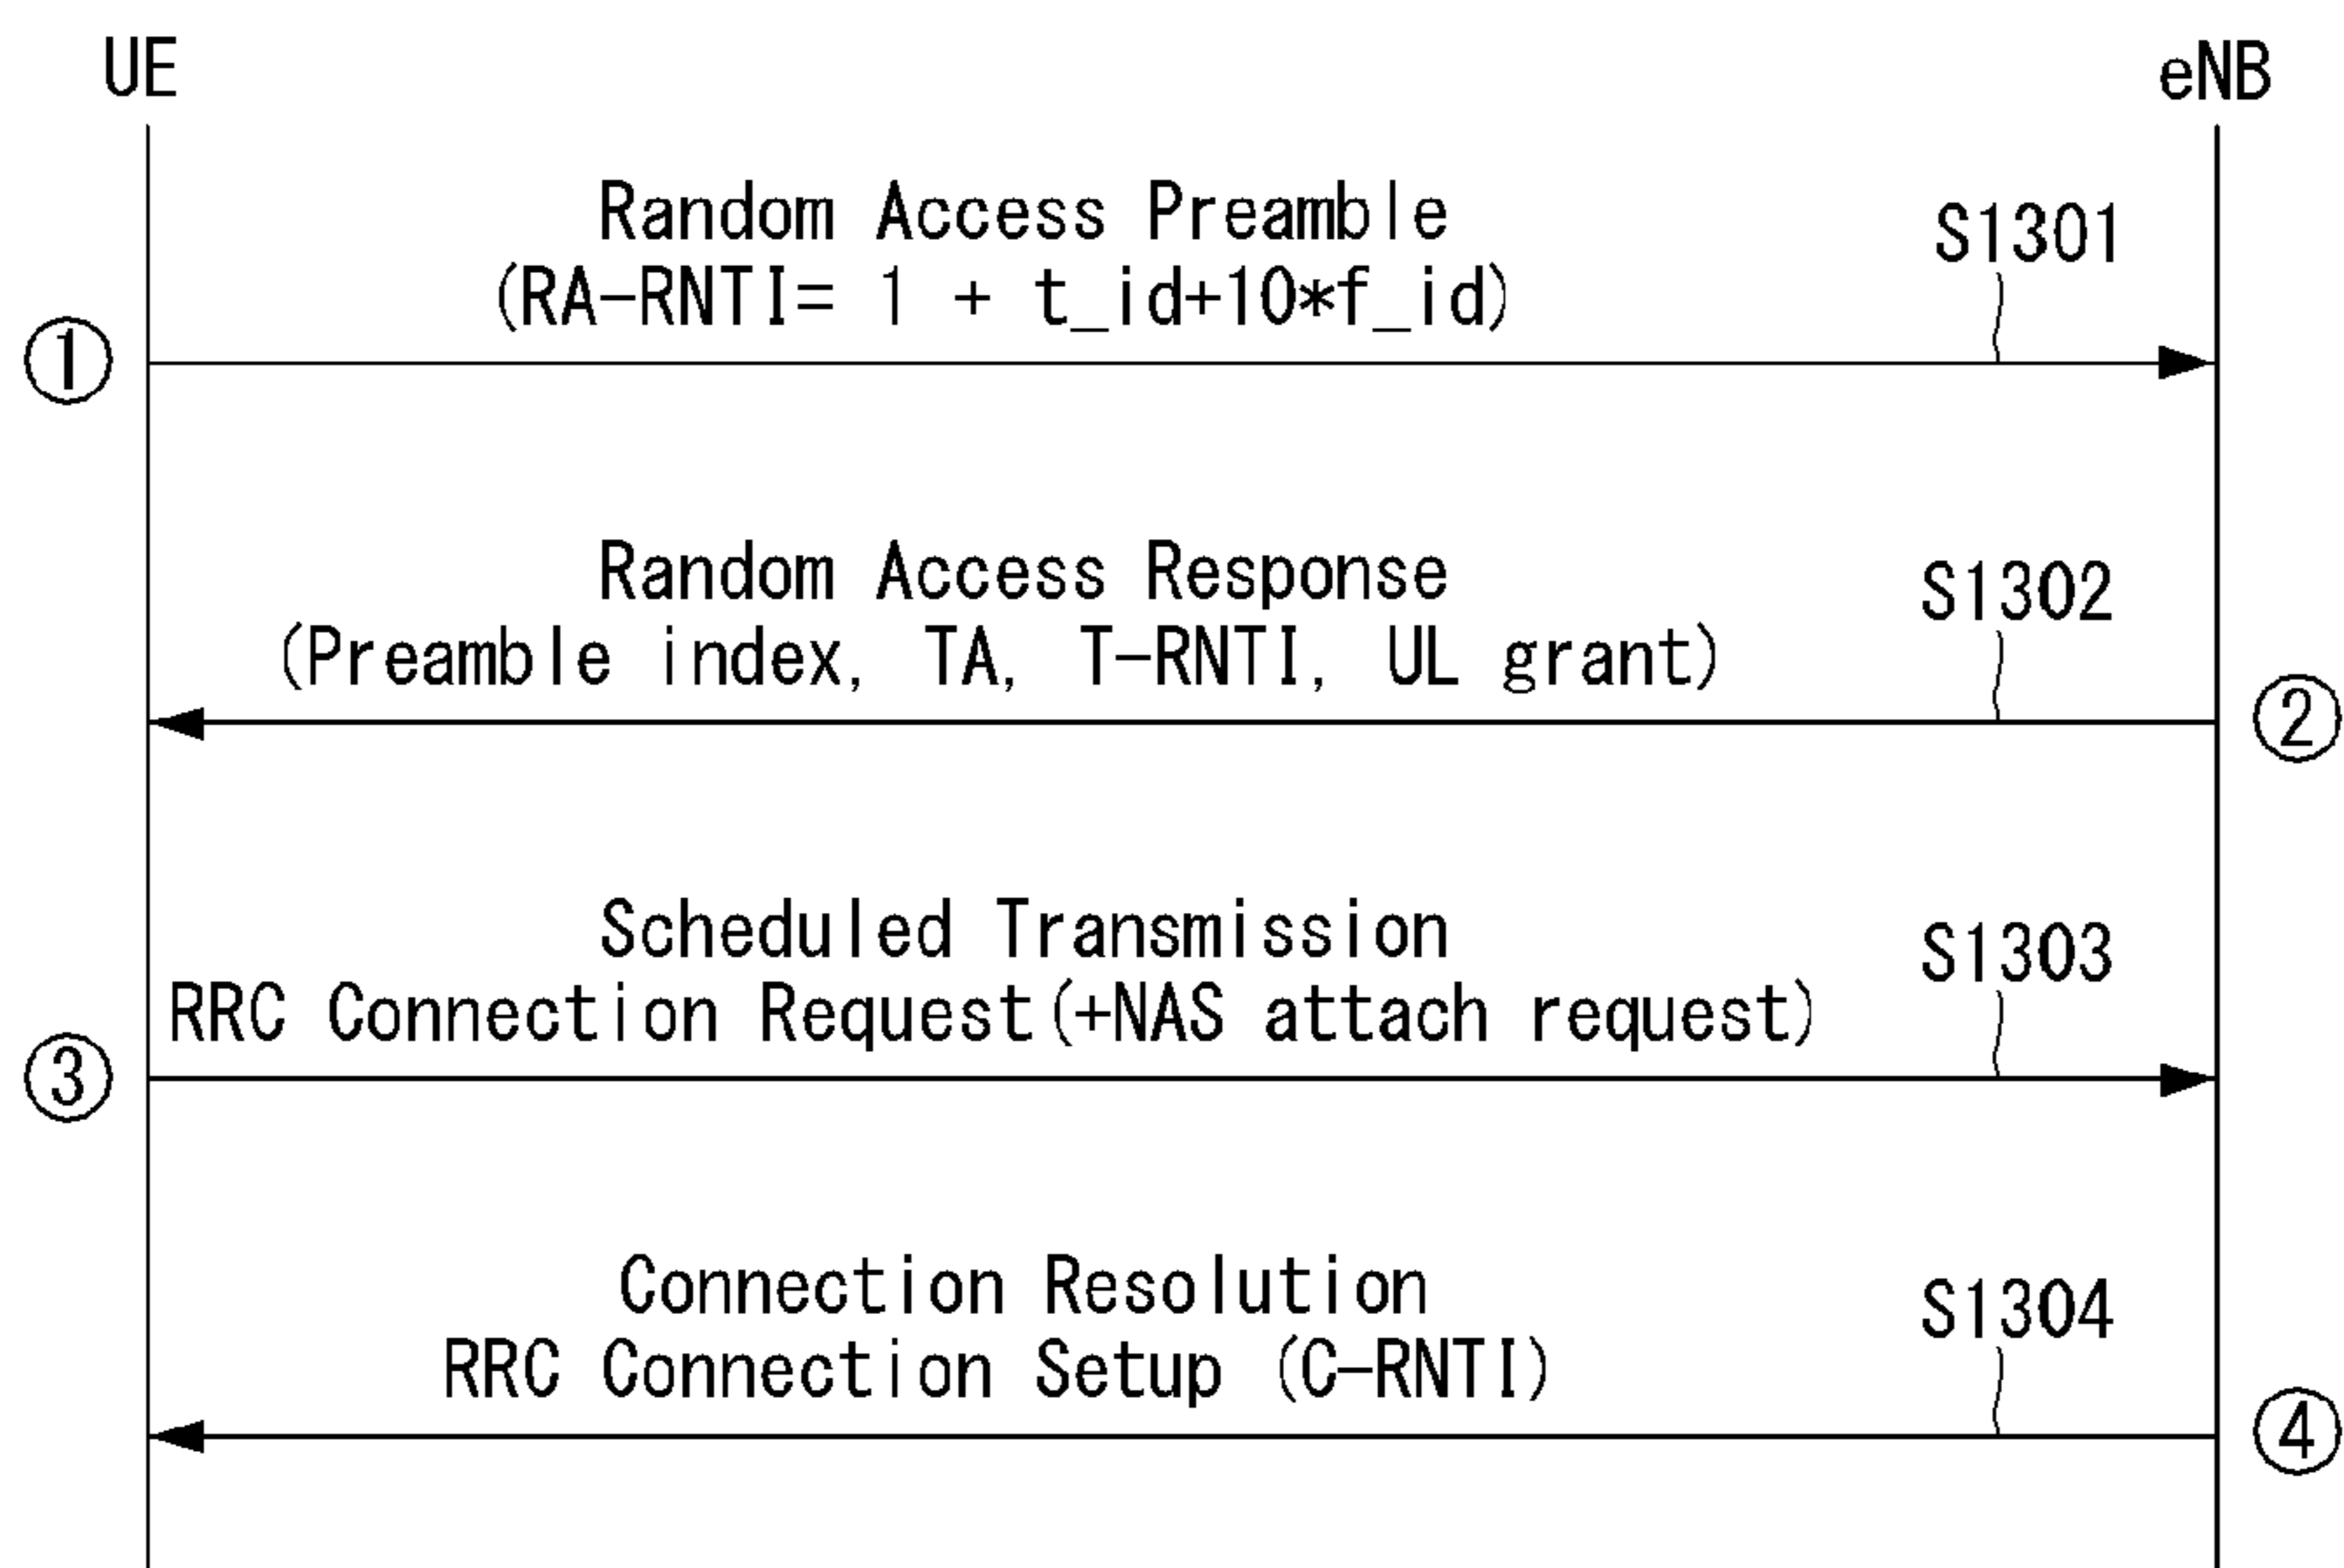 UE
eNB
Random Access Preamble
(RA-RNTI= 1 + t_id+10*f_id)
S1301
①
Random Access Response
(Preamble index, TA, T-RNTI, UL grant)
S1302
②
Scheduled Transmission
RRC Connection Request(+NAS attach request)
S1303
③
Connection Resolution
RRC Connection Setup (C-RNTI)
S1304
④